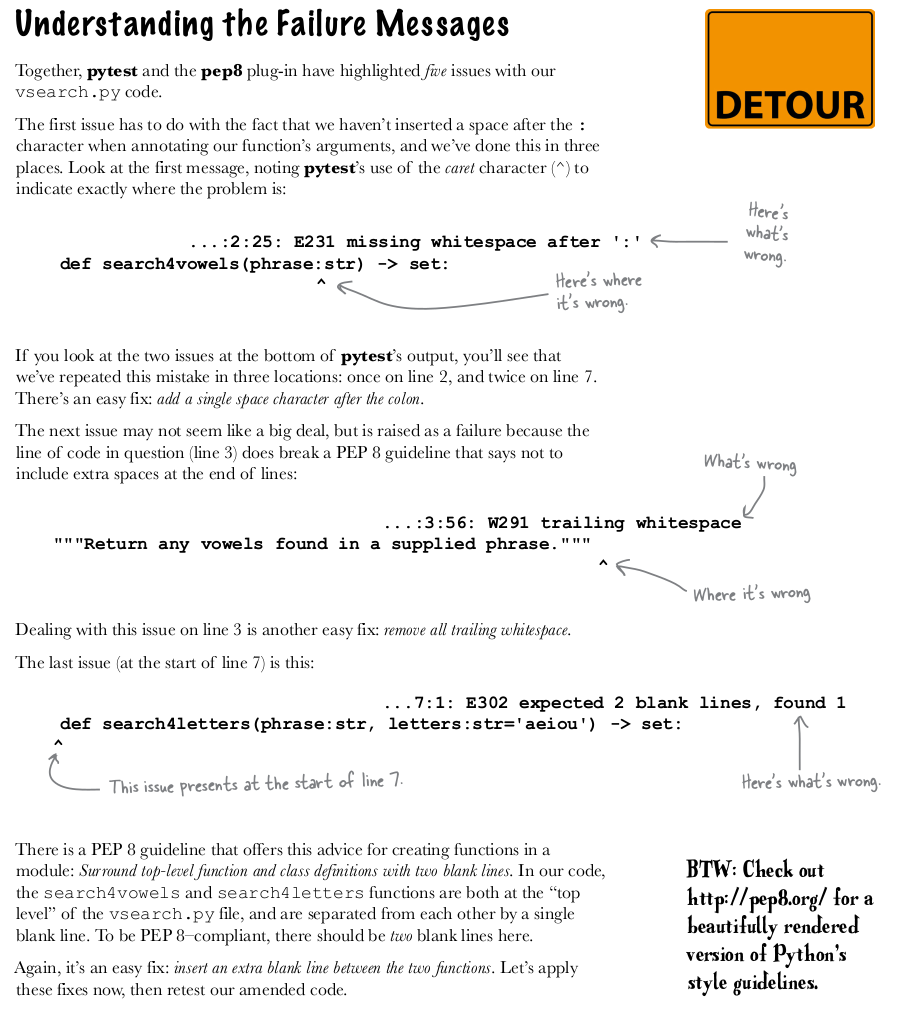 Understanding the Failure Messages
DETOUR
Together, pytest and the pep8 plug-in have highlighted five issues with our
vsearch.py code.
The first issue has to do with the fact that we haven't inserted a space after the :
character when annotating our function's arguments, and we've done this in three
places. Look at the first message, noting pytest's use of the caret character (^) to
indicate exactly where the problem is:
...:2:25: E231 missing whitespace after ':'
def search4vowels(phrase:str) -> set:
^
Here's
what's
wrong.
Here's where
it's wrong.
If you look at the two issues at the bottom of pytest's output, you'll see that
we've repeated this mistake in three locations: once on line 2, and twice on line 7.
There's an easy fix: add a single space character after the colon.
The next issue may not seem like a big deal, but is raised as a failure because the
line of code in question (line 3) does break a PEP 8 guideline that says not to
include extra spaces at the end of lines:
What's wrong
...:3:56: W291 trailing whitespace
"""Return any vowels found in a supplied phrase."""
^
Where it's wrong
Dealing with this issue on line 3 is another easy fix: remove all trailing whitespace.
The last issue (at the start of line 7) is this:
...7:1: E302 expected 2 blank lines, found 1
def search4letters(phrase:str, letters:str='aeiou') -> set:
^
This issue presents at the start of line 7.
Here's what's wrong.
There is a PEP 8 guideline that offers this advice for creating functions in a
module: Surround top-level function and class definitions with two blank lines. In our code,
the search4vowels and search4letters functions are both at the “top
level” of the vsearch.py file, and are separated from each other by a single
blank line. To be PEP 8–compliant, there should be two blank lines here.
Again, it's an easy fix: insert an extra blank line between the two functions. Let's apply
these fixes now, then retest our amended code.
BTW: Check out
http://pep8.org/ for a
beautifully rendered
version of Python's
style guidelines.